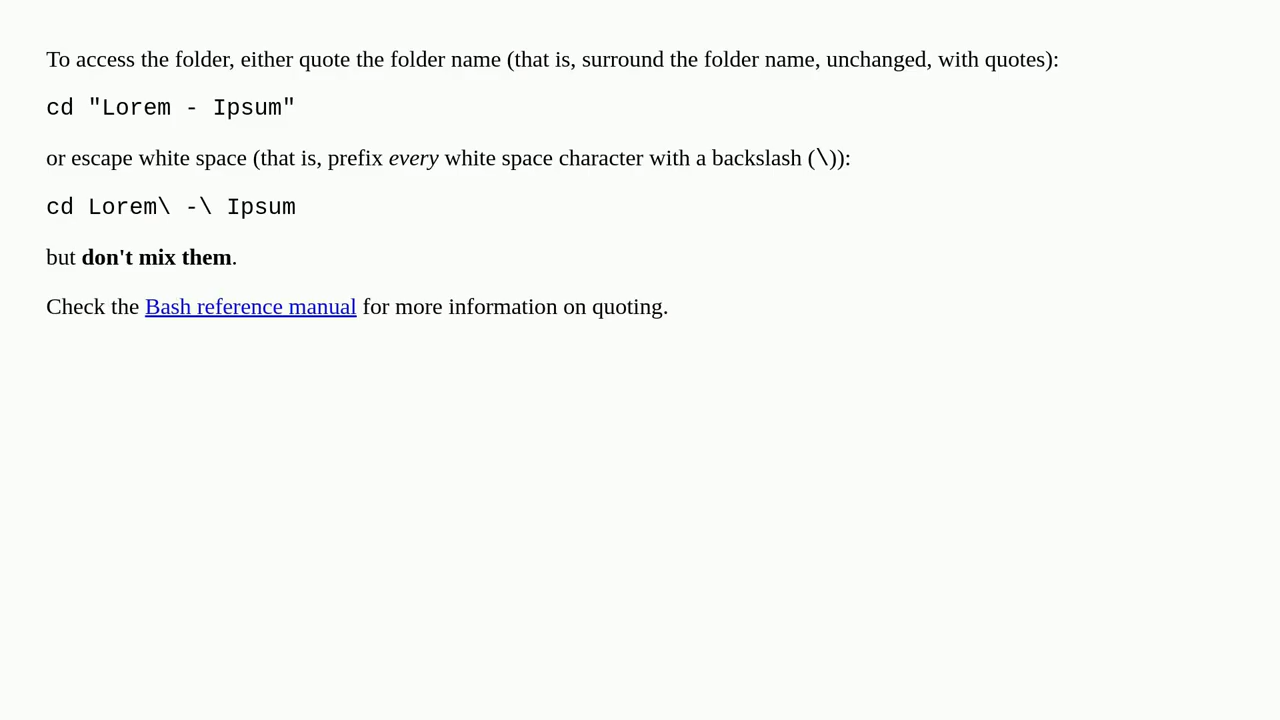 To access the folder, either quote the folder name (that is, surround the folder name, unchanged, with quotes):
cd "Lorem - Ipsum"
or escape white space (that is, prefix every white space character with a backslash (\)):
cd Lorem\ -\ Ipsum
but don't mix them.
Check the Bash reference manual for more information on quoting.